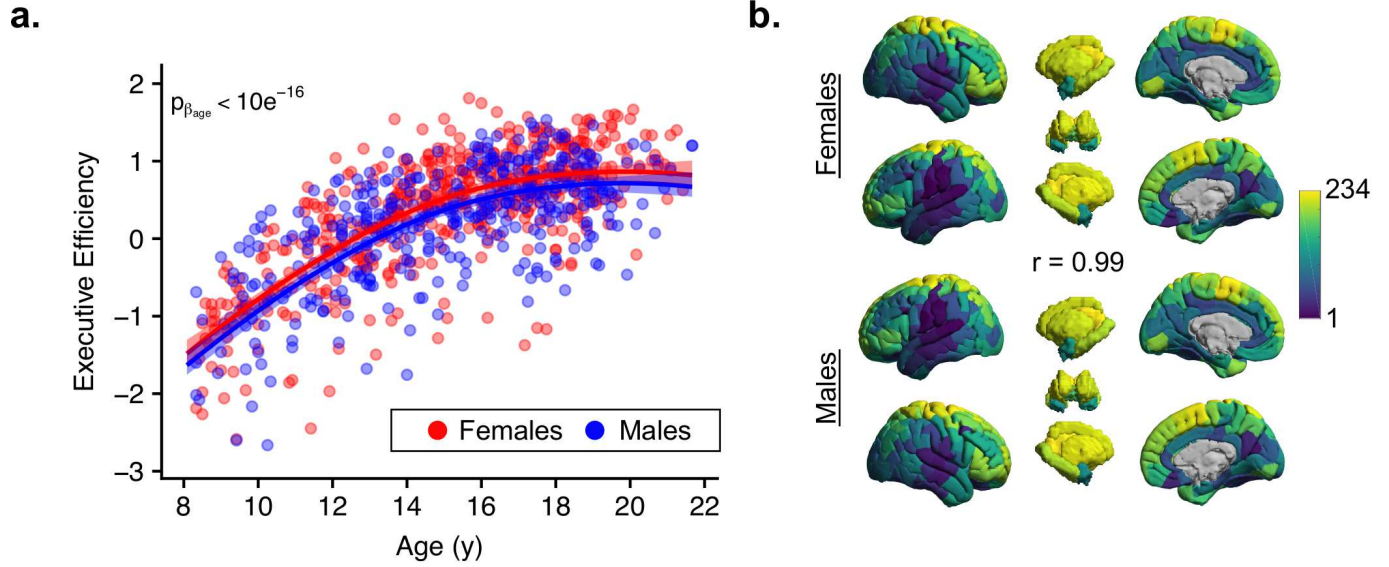 a.
Executive Efficiency
2
1
0
−1
−2
−3
pβage < 10e−16
Females Males
8 10 12 14 16 18 20 22
Age (y)
b.
Females
r = 0.99
Males
234
1